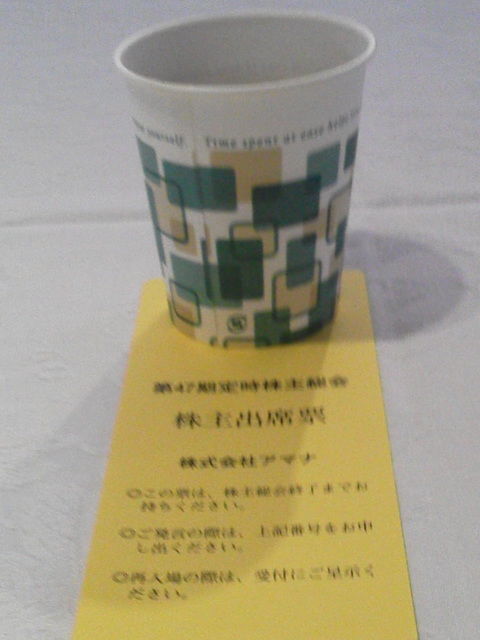 yourself. Time spent at ease helps
第47期定時株主総会
株主出席票
株式会社アマナ
◎この票は、株主総会終了までお
持ちください。
◎ご発言の際は、上記番号をお申
し出ください。
◎再入場の際は、受付にご呈示く
ださい。